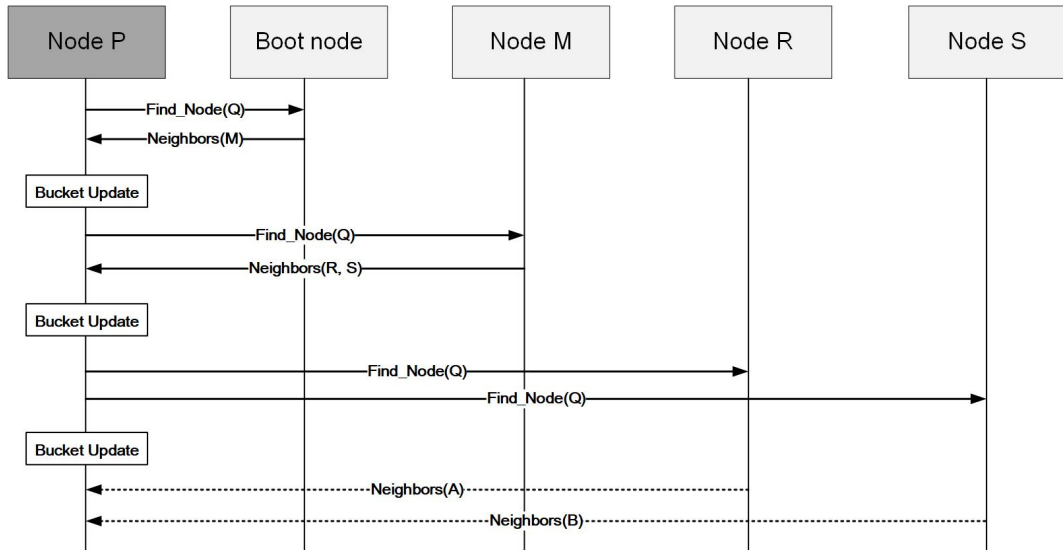 Node P
Boot node
Node M
Node R
Node S
Find_Node(Q)
Neighbors(M)
Bucket Update
Find_Node(Q)
Neighbors(R, S)
Bucket Update
Find_Node(Q)
Find_Node(Q)
Bucket Update
Neighbors(A)
Neighbors(B)